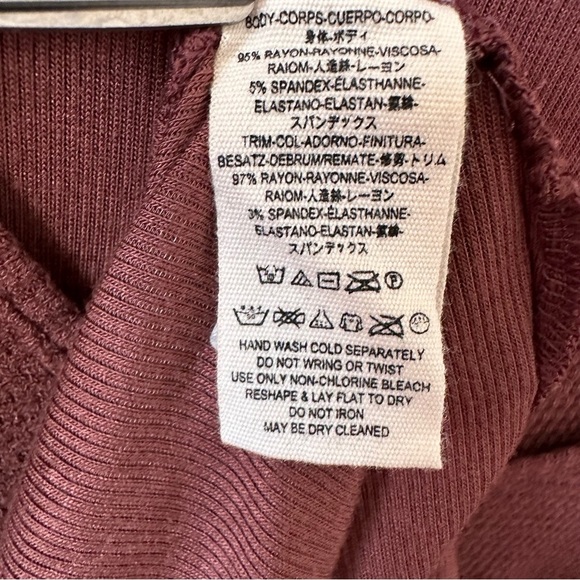 BODY-CORPS-CUERPO-CORPO-
身体-ボディ
95% RAYON-RAYONNE-VISCOSA-
RAIOM-人造絲-レーヨン
5% SPANDEX-ÉLASTHANNE-
ELASTANO-ELASTAN-氨綸-
スパンデックス
TRIM-COL-ADORNO-FINITURA-
BESATZ-DEBRUM/REMATE-修剪-トリム
97% RAYON-RAYONNE-VISCOSA-
RAIOM-人造絲-レーヨン
3% SPANDEX-ÉLASTHANNE-
ELASTANO-ELASTAN-氨綸-
スパンデックス
HAND WASH COLD SEPARATELY
DO NOT WRING OR TWIST
USE ONLY NON-CHLORINE BLEACH
RESHAPE & LAY FLAT TO DRY
DO NOT IRON
MAY BE DRY CLEANED